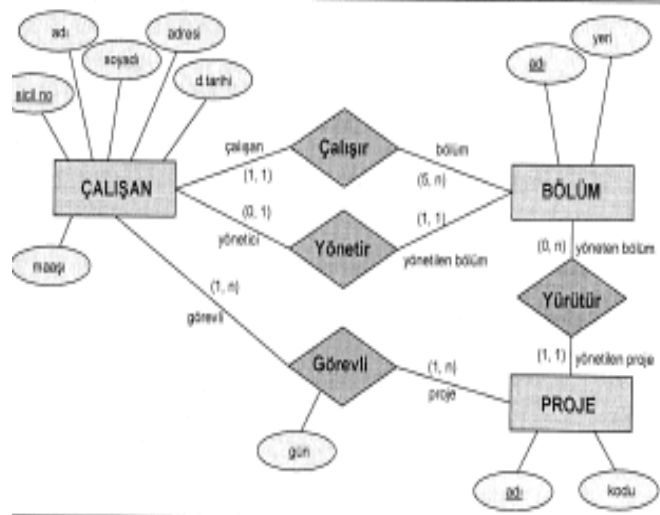 adı
soyadı
adresi
sicil no
d.tarihi
adı
yeri
ÇALIŞAN
çalışan
(1, 1)
Çalışır
bölüm
(5, n)
BÖLÜM
(0, 1)
yönetici
Yönetir
(1, 1)
yönetilen bölüm
maaşı
(0, n)
yöneten bölüm
Yürütür
(1, 1)
yönetilen proje
(1, n)
görevli
Görevli
(1, n)
proje
PROJE
gün
adı
kodu